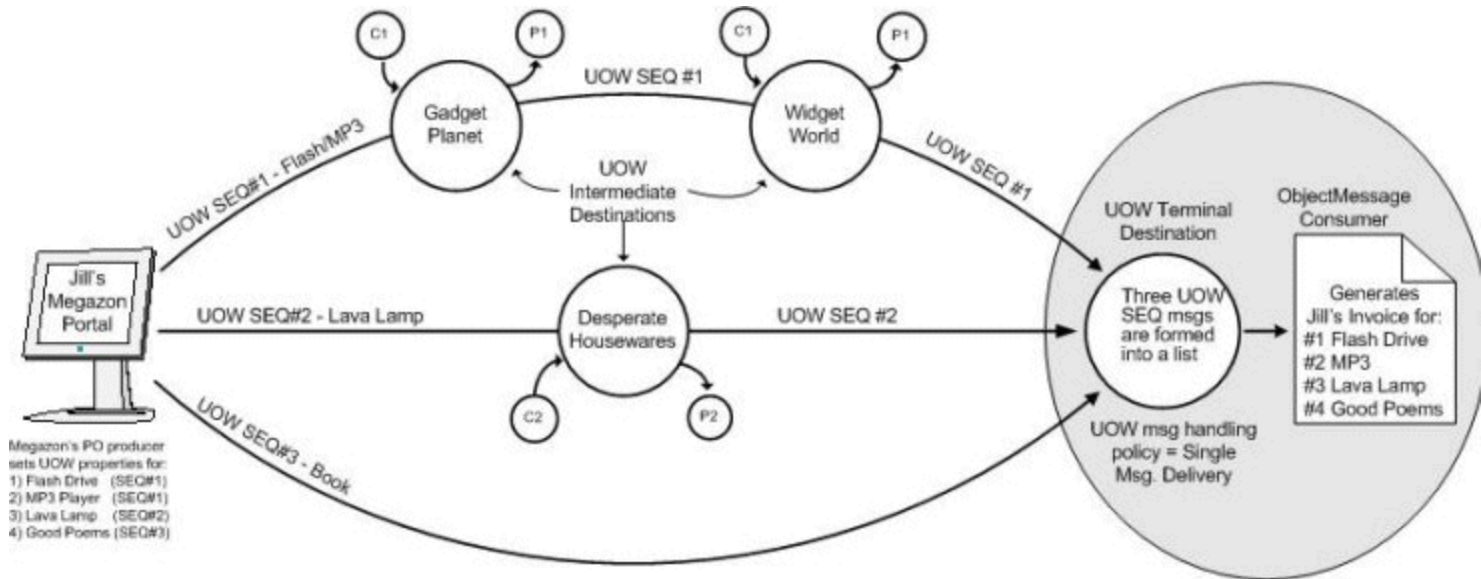 C1
P1
C1
P1
UOW SEQ #1
Gadget
Planet
Widget
World
UOW SEQ#1 - Flash/MP3
UOW
Intermediate
Destinations
UOW SEQ #1
UOW Terminal
Destination
ObjectMessage
Consumer
Jill's
Megazon
Portal
UOW SEQ#2 - Lava Lamp
Desperate
Housewares
UOW SEQ #2
Three UOW
SEQ msgs
are formed
into a list
Generates
Jill's Invoice for:
#1 Flash Drive
#2 MP3
#3 Lava Lamp
#4 Good Poems
C2
P2
UOW SEQ#3 - Book
UOW msg handling
policy = Single
Msg. Delivery
Megazon's PO producer
sets UOW properties for:
1) Flash Drive (SEQ#1)
2) MP3 Player (SEQ#1)
3) Lava Lamp (SEQ#2)
4) Good Poems (SEQ#3)